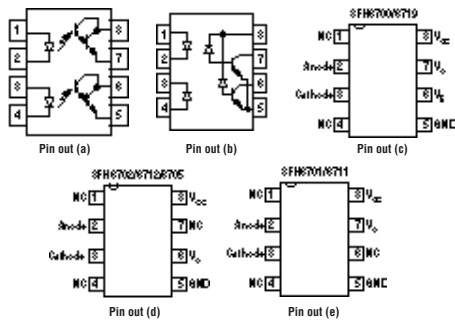 1 8
2 7
3 6
4 5
Pin out (a)
1 8
2 7
3 6
4 5
Pin out (b)
SFH6700/6719
NC 1 8 VCC
Anode 2 7 VO
Cathode 3 6 VE
NC 4 5 GND
Pin out (c)
SFH6702/6712/6705
NC 1 8 VCC
Anode 2 7 NC
Cathode 3 6 VO
NC 4 5 GND
Pin out (d)
SFH6701/6711
NC 1 8 VCC
Anode 2 7 VO
Cathode 3 6 NC
NC 4 5 GND
Pin out (e)